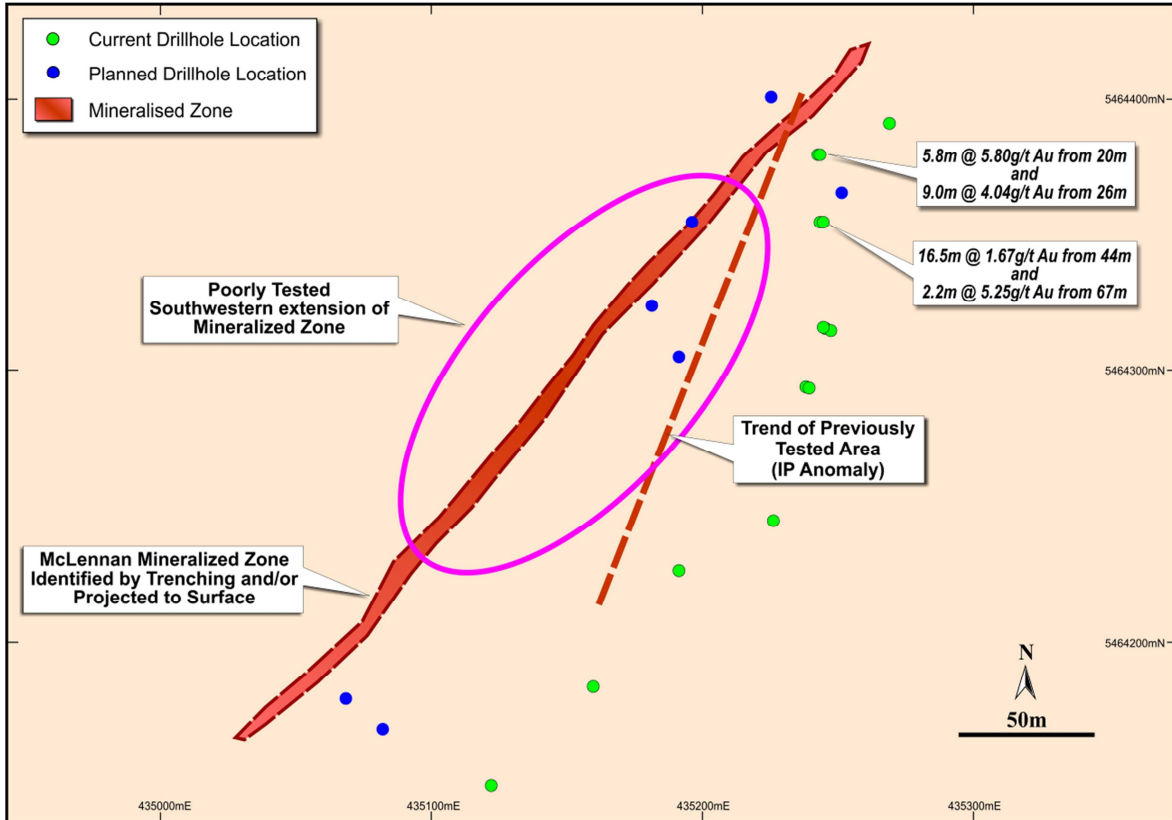 Current Drillhole Location
Planned Drillhole Location
Mineralised Zone
5464400mN
5.8m @ 5.80g/t Au from 20m
and
9.0m @ 4.04g/t Au from 26m
16.5m @ 1.67g/t Au from 44m
and
2.2m @ 5.25g/t Au from 67m
Poorly Tested
Southwestern extension of
Mineralized Zone
5464300mN
Trend of Previously
Tested Area
(IP Anomaly)
McLennan Mineralized Zone
Identified by Trenching and/or
Projected to Surface
5464200mN
N
50m
435000mE
435100mE
435200mE
435300mE